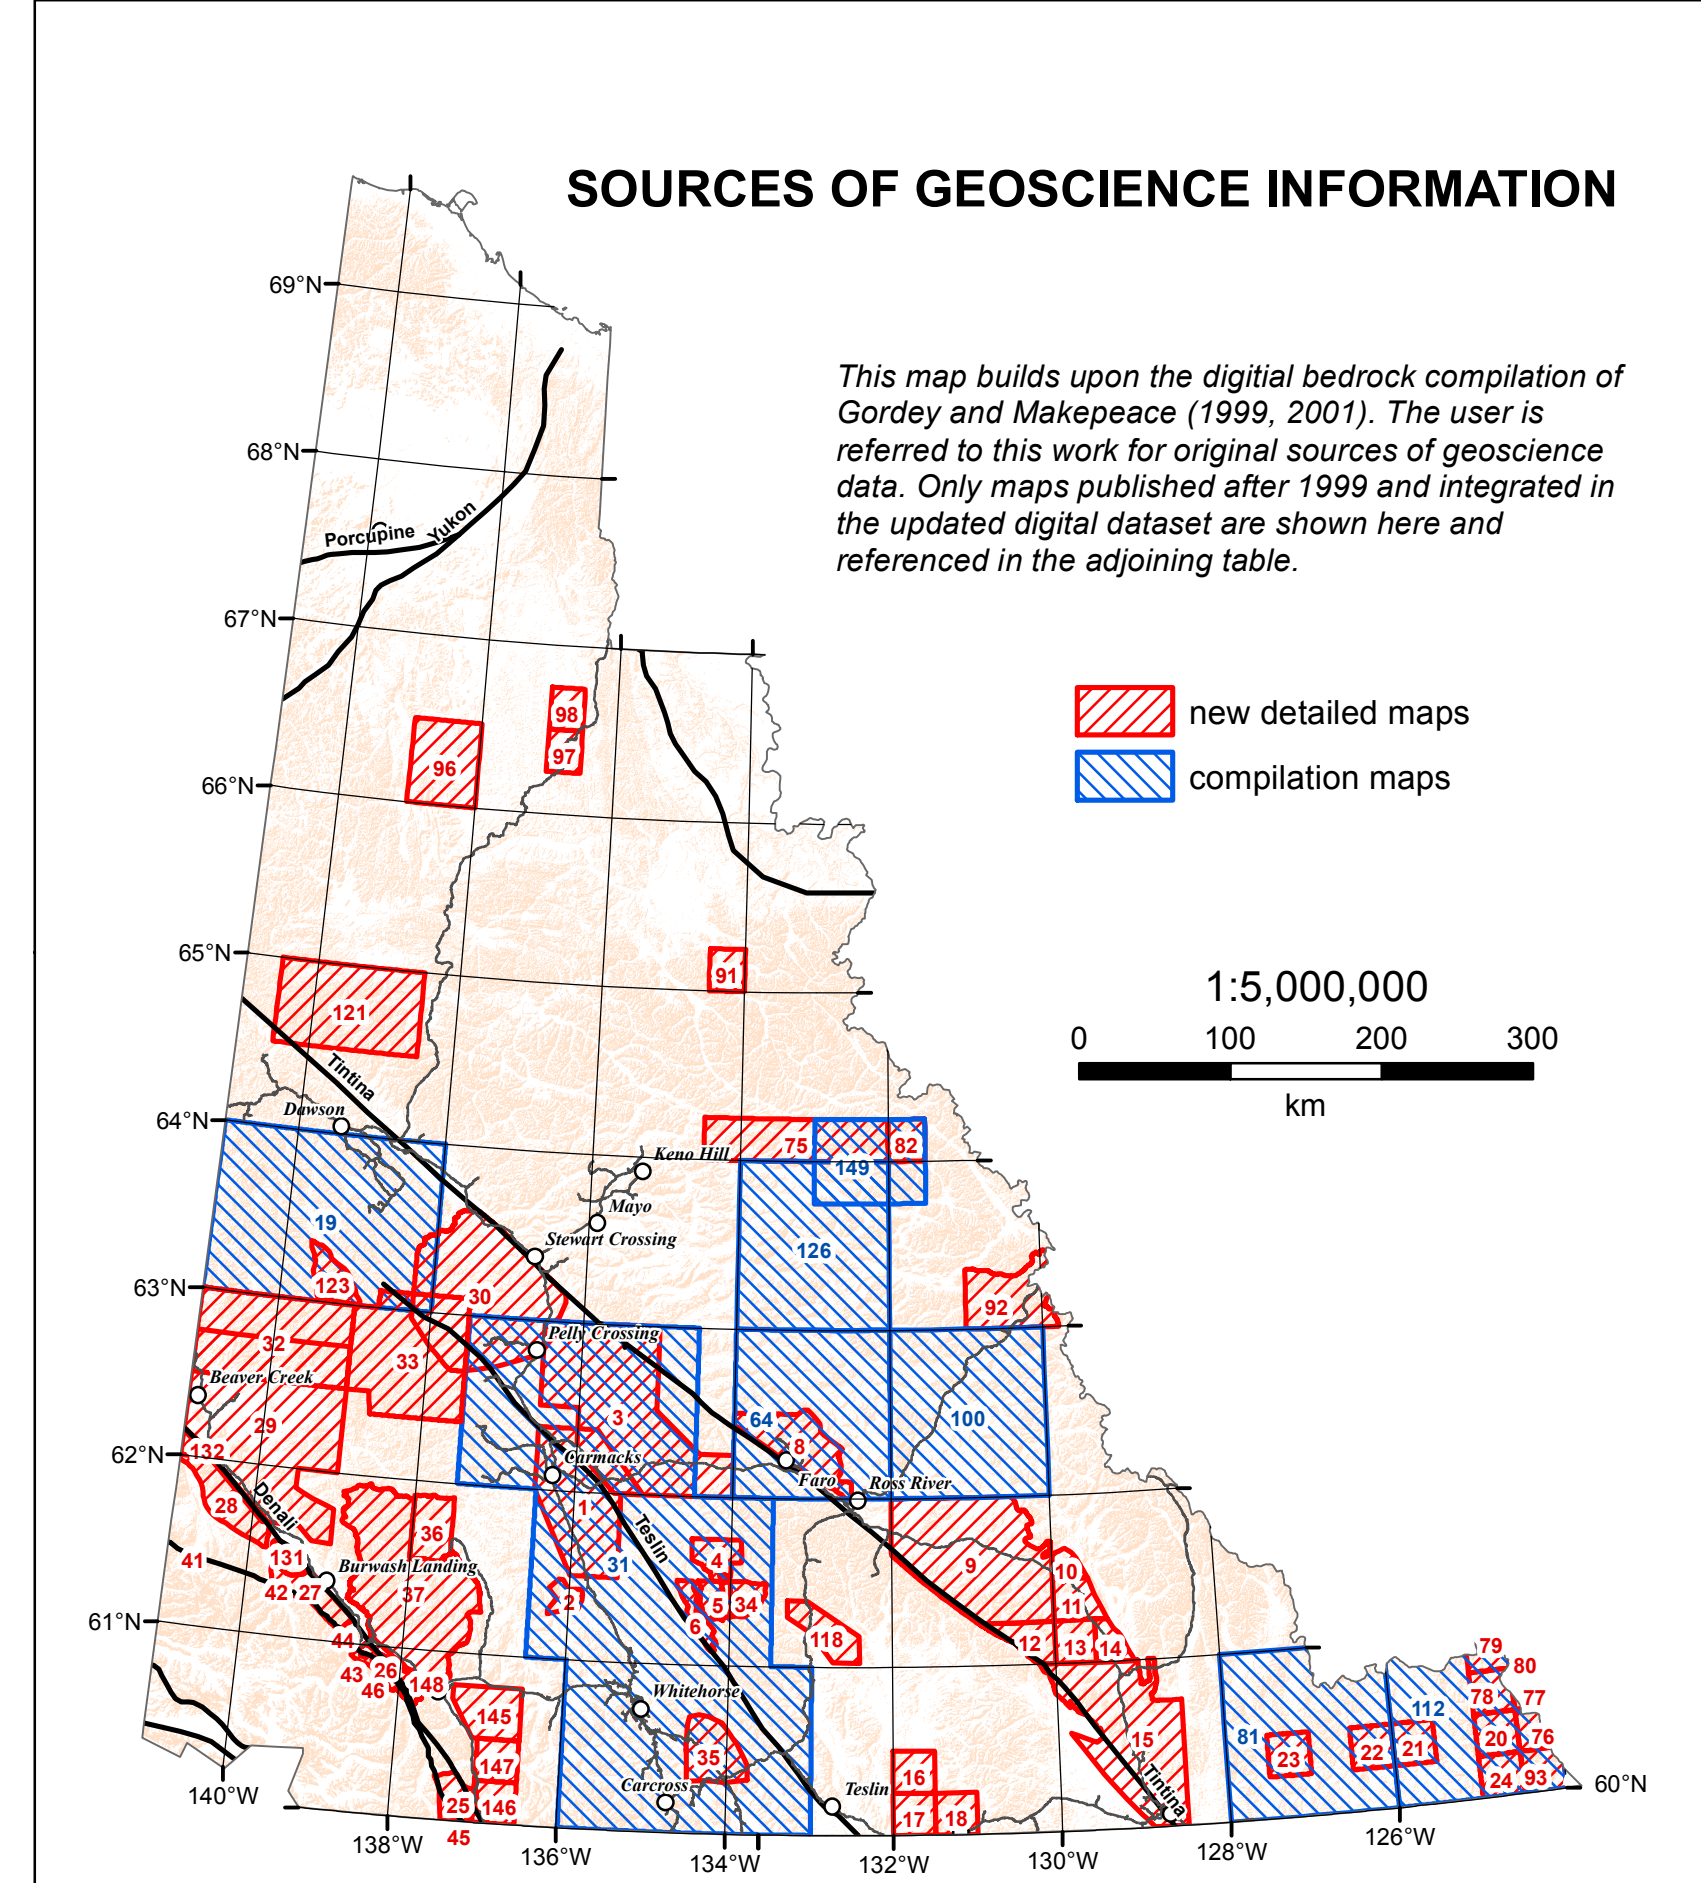 SOURCES OF GEOSCIENCE INFORMATION
69°N
This map builds upon the digitial bedrock compilation of
Gordey and Makepeace (1999, 2001). The user is
referred to this work for original sources of geoscience
data. Only maps published after 1999 and integrated in
the updated digital dataset are shown here and
referenced in the adjoining table.
68°N
Porcupine
Yukon
67°N
98
new detailed maps
97
96
66°N
compilation maps
65°N
91
121
1:5,000,000
0 100 200 300
km
Tintina
Dawson
64°N
75
82
Keno Hill
149
Mayo
19
Stewart Crossing
126
63°N
123
30
92
32
Pelly Crossing
33
Beaver Creek
3
64
100
29
8
62°N
132
Carmacks
Faro
Ross River
28
Denali
1
36
Teslin
41
131
Burwash Landing
31
4
9
10
42
27
37
2
5
34
11
61°N
6
44
118
12
13
14
79
43
26
80
46
148
Whitehorse
78
77
145
112
15
81
76
35
23
22
21
20
147
16
Carcross
Teslin
Tintina
24
93
60°N
140°W
25
146
17
18
45
138°W
136°W
134°W
132°W
130°W
128°W
126°W